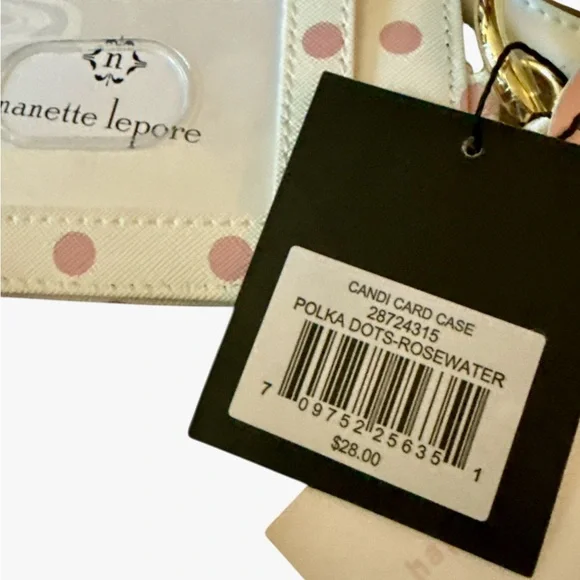 n
nanette lepore
CANDI CARD CASE
28724315
POLKA DOTS-ROSEWATER
7 09752 25635 1
$28.00